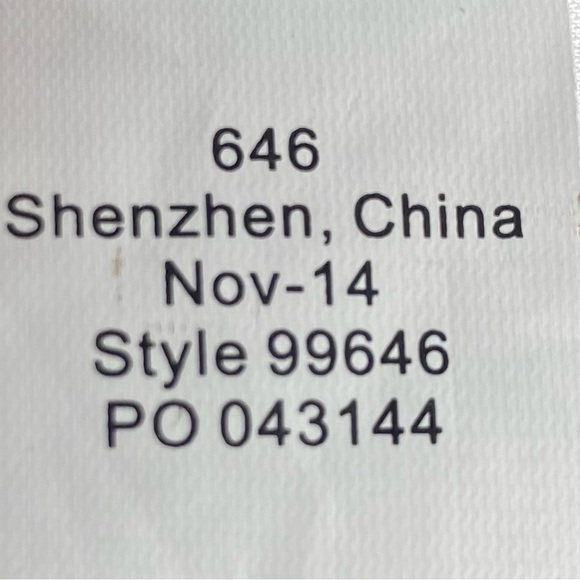 646
Shenzhen, China
Nov-14
Style 99646
PO 043144